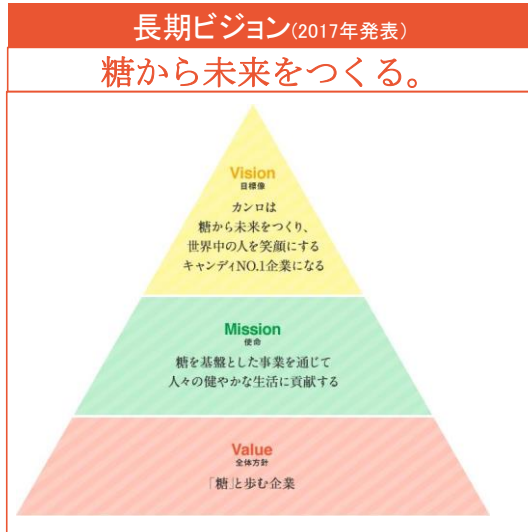 長期ビジョン(2017年発表)
糖から未来をつくる。
Vision
目標像
カンロは
糖から未来をつくり、
世界中の人を笑顔にする
キャンディNO.1企業になる
Mission
使命
糖を基盤とした事業を通じて
人々の健やかな生活に貢献する
Value
全体方針
「糖」と歩む企業